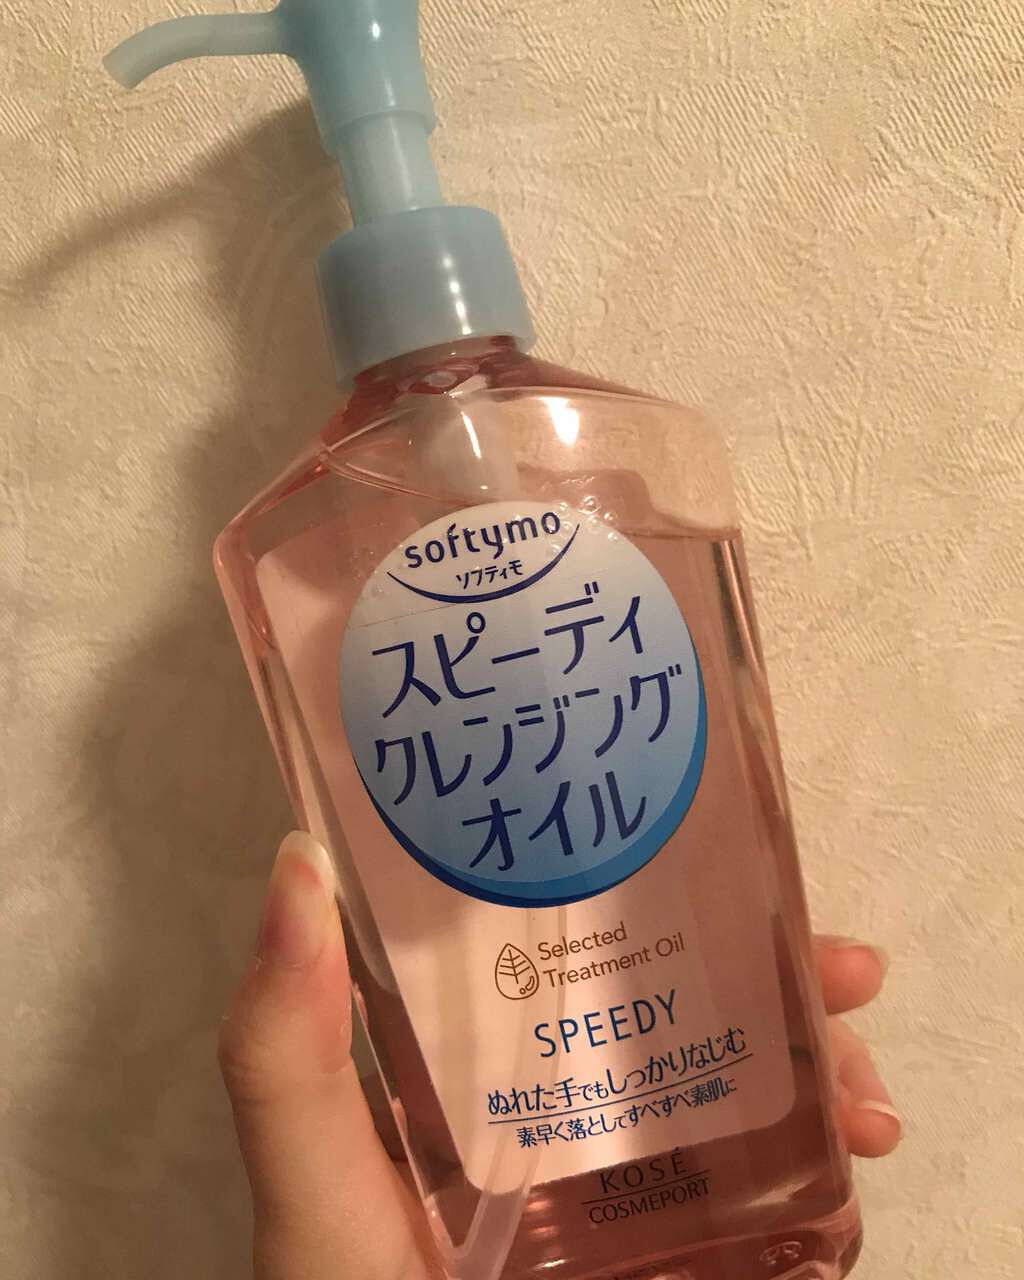 softymo
ソフティモ
スピーディ
クレンジング
オイル
Selected
Treatment Oil
SPEEDY
ぬれた手でもしっかりなじむ
素早く落としてすべすべ素肌に
KOSÉ
COSMEPORT